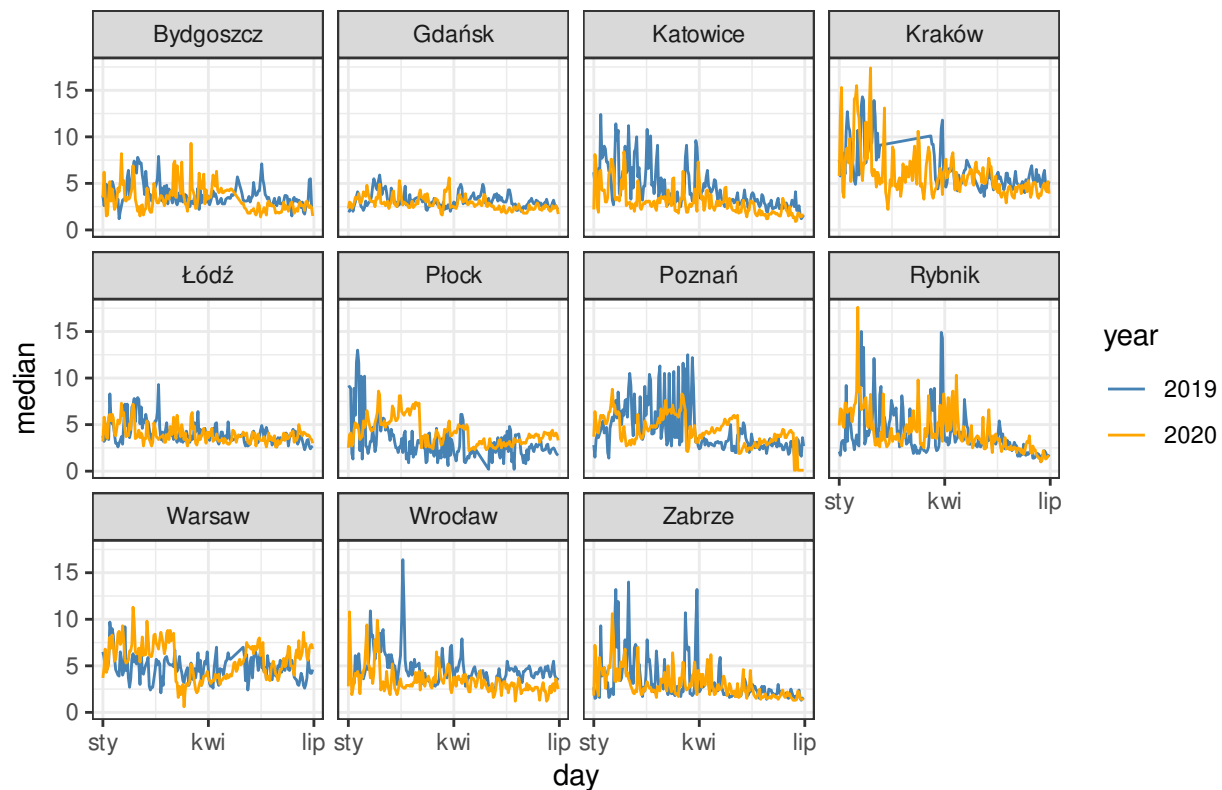 Bydgoszcz Gdańsk Katowice Kraków
15
10
5
0
Łódź Płock Poznań Rybnik
15
10
5
0
sty kwi lip
Warsaw Wrocław Zabrze
15
10
5
0
sty kwi lip sty kwi lip sty kwi lip
day
median
year
2019
2020